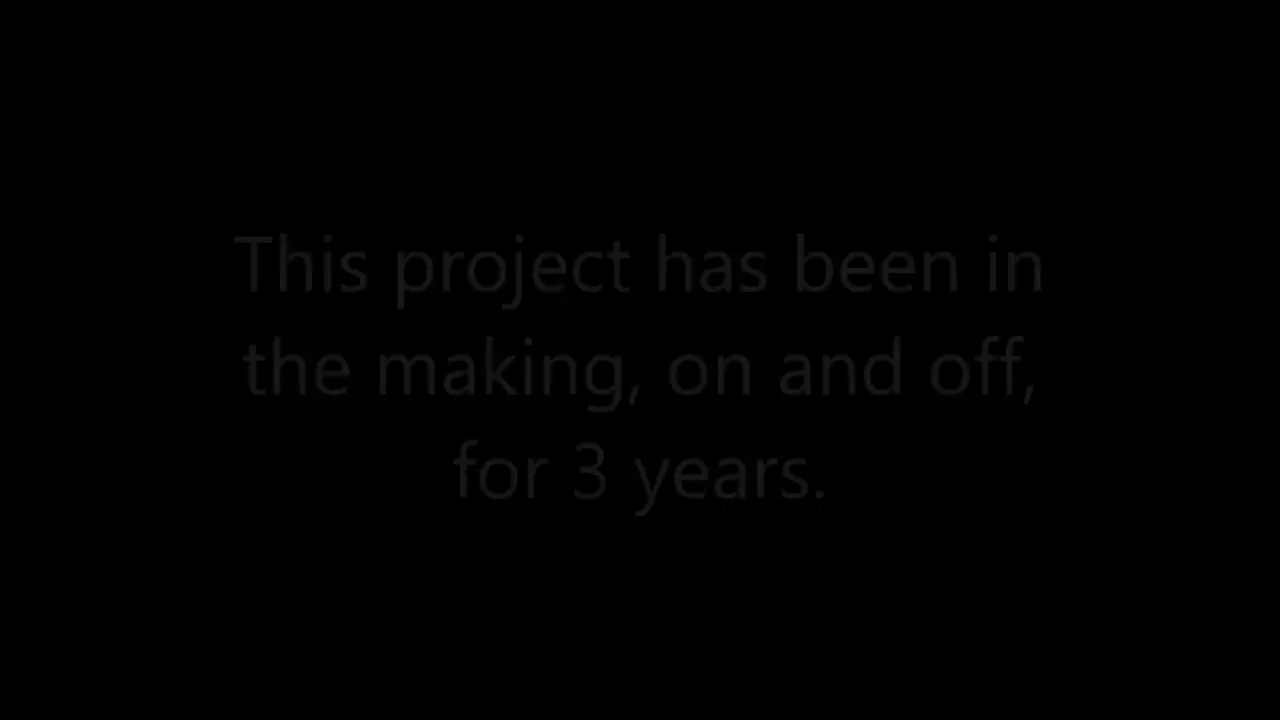 This project has been in
the making, on and off,
for 3 years.